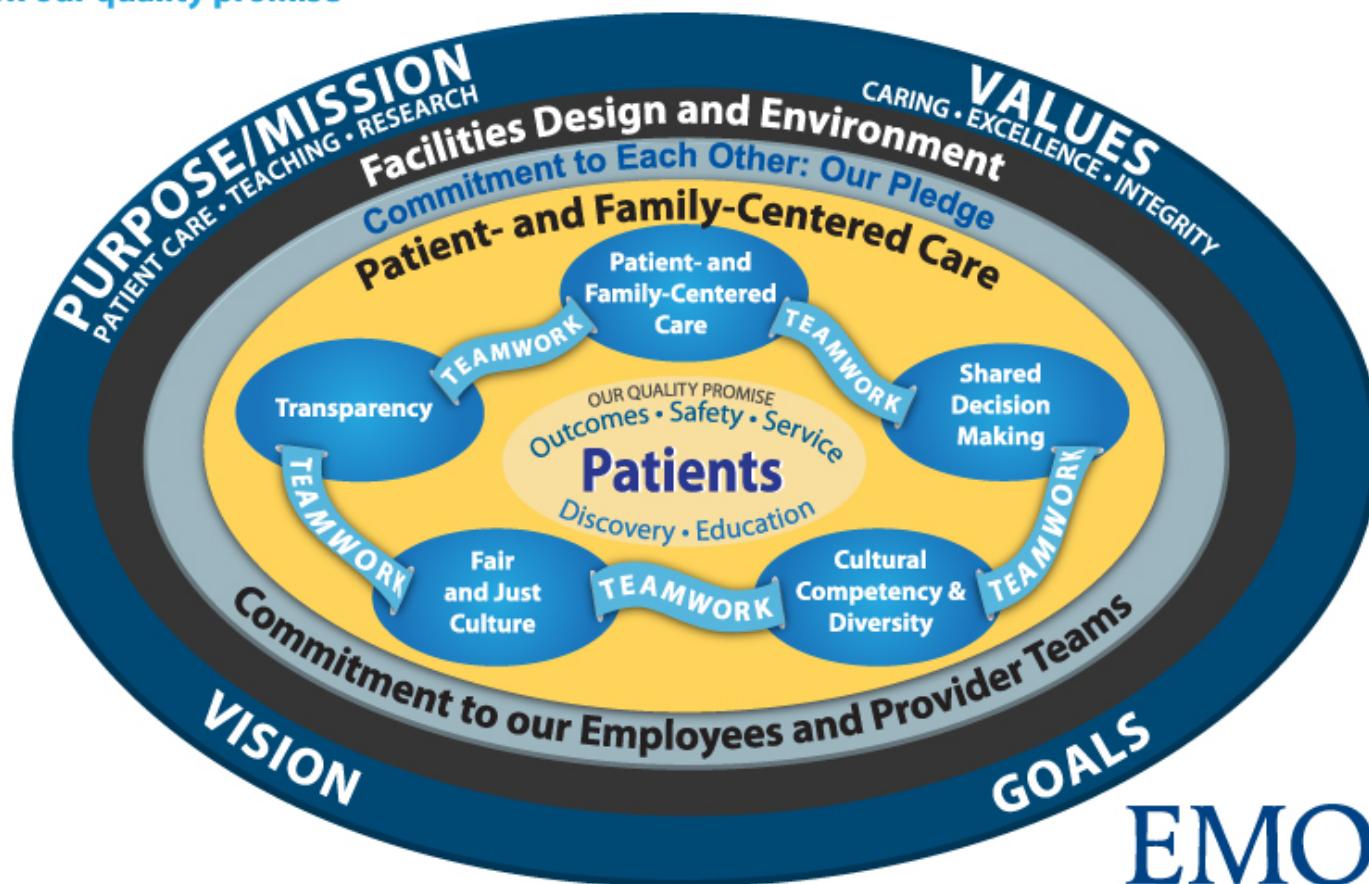 our quality promise
PURPOSE/MISSION
PATIENT CARE • TEACHING • RESEARCH
VALUES
CARING • EXCELLENCE • INTEGRITY
Facilities Design and Environment
Commitment to Each Other: Our Pledge
Patient- and Family-Centered Care
Patient- and
Family-Centered
Care
TEAMWORK
TEAMWORK
Transparency
Shared
Decision
Making
OUR QUALITY PROMISE
Outcomes • Safety • Service
Patients
Discovery • Education
TEAMWORK
TEAMWORK
Fair
and Just
Culture
TEAMWORK
Cultural
Competency &
Diversity
Commitment to our Employees and Provider Teams
VISION
GOALS
EMO